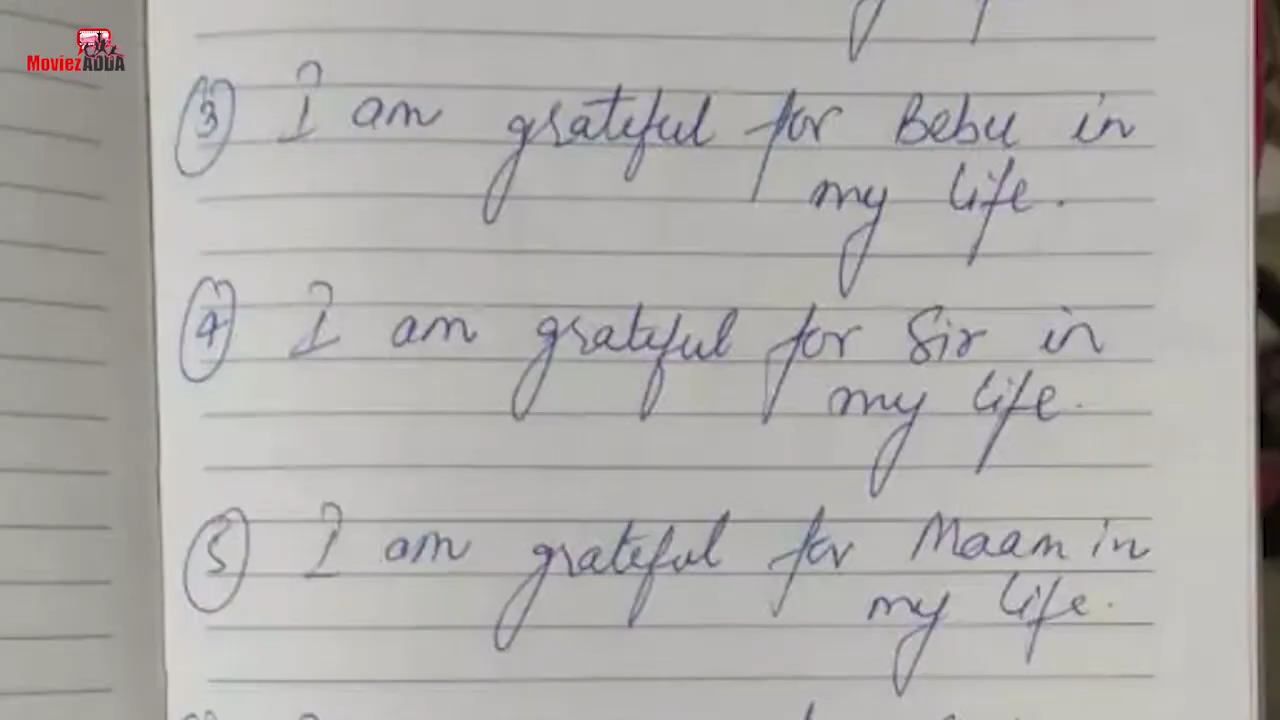 MoviezADDA
3 I am grateful for Bebu in
my life.
4 I am grateful for Sir in
my life.
5 I am grateful for Maam in
my life.